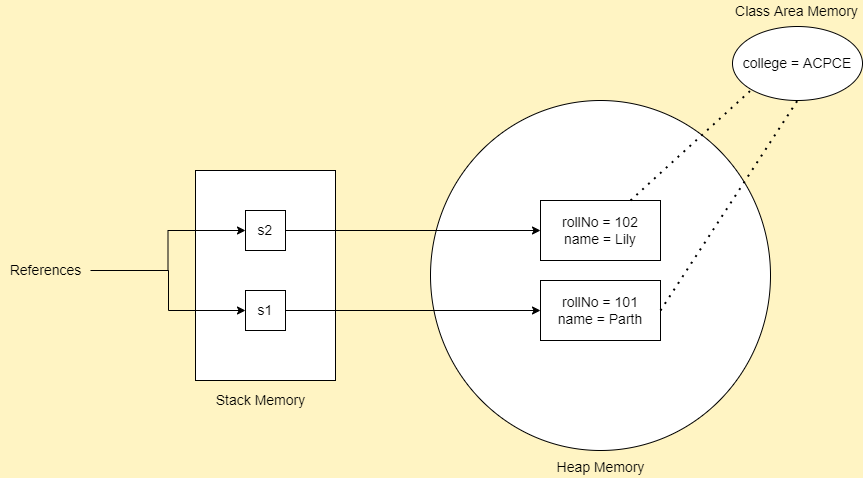 Class Area Memory
college = ACPCE
rollNo = 102
name = Lily
s2
References
rollNo = 101
name = Parth
s1
Stack Memory
Heap Memory